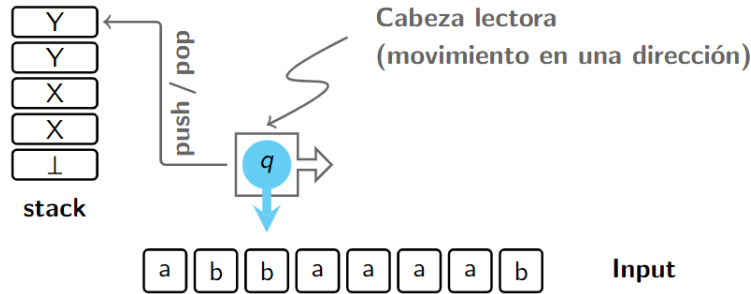 Y
Y
X
X
⊥
stack
push / pop
Cabeza lectora
(movimiento en una dirección)
q
a b b a a a a b
Input